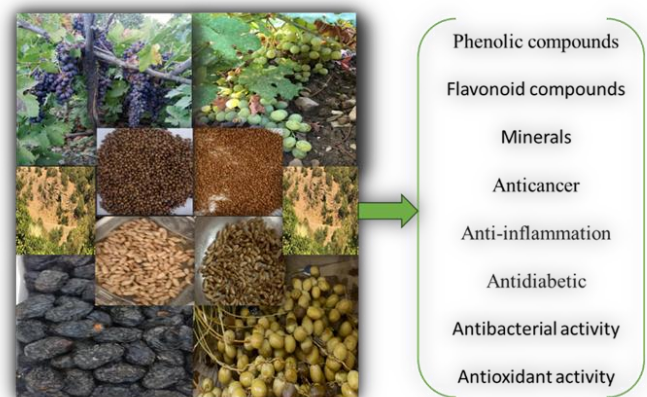 Phenolic compounds
Flavonoid compounds
Minerals
Anticancer
Anti-inflammation
Antidiabetic
Antibacterial activity
Antioxidant activity